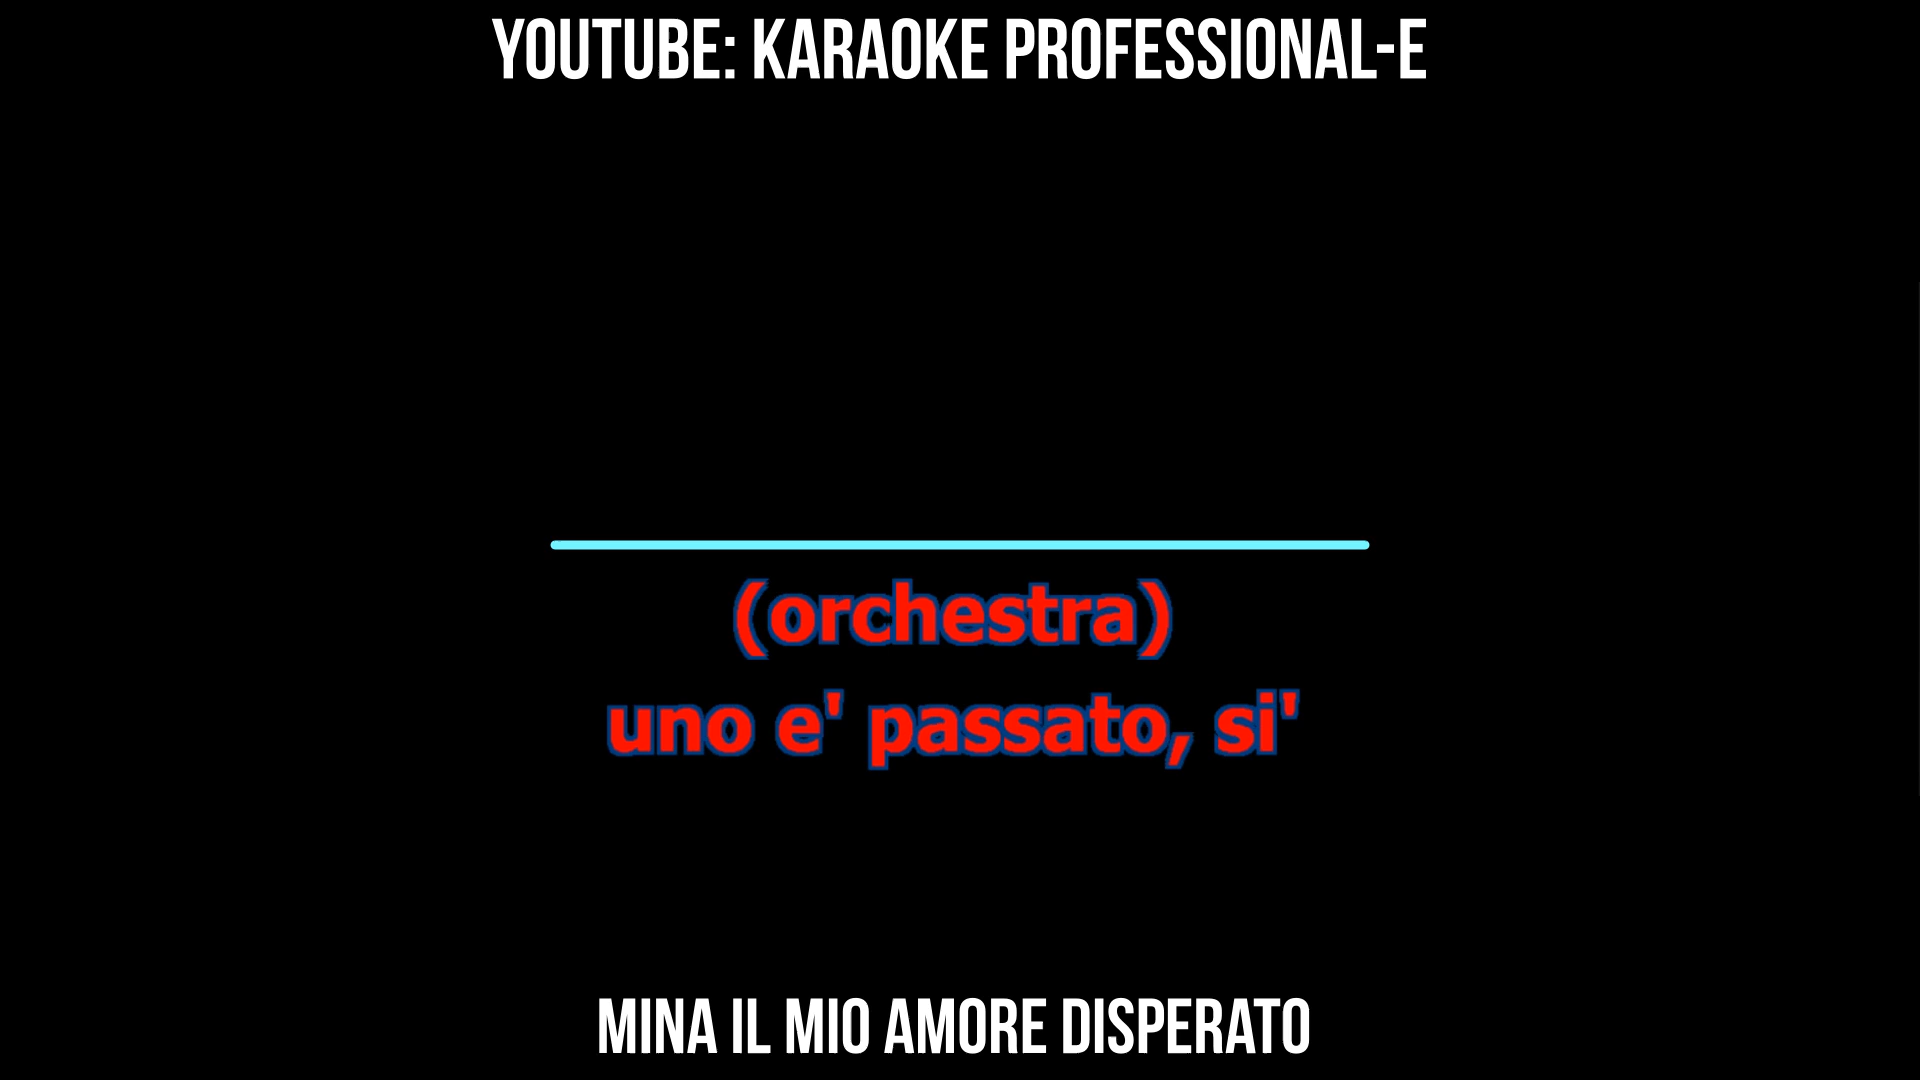 YOUTUBE: KARAOKE PROFESSIONAL-E
(orchestra)
uno e' passato, si'
MINA IL MIO AMORE DISPERATO